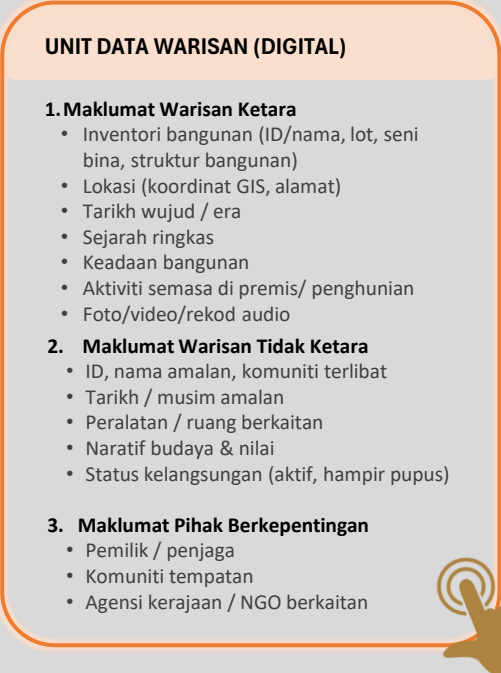 UNIT DATA WARISAN (DIGITAL)
1. Maklumat Warisan Ketara
• Inventori bangunan (ID/nama, lot, seni
bina, struktur bangunan)
• Lokasi (koordinat GIS, alamat)
• Tarikh wujud / era
• Sejarah ringkas
• Keadaan bangunan
• Aktiviti semasa di premis/ penghunian
• Foto/video/rekod audio
2. Maklumat Warisan Tidak Ketara
• ID, nama amalan, komuniti terlibat
• Tarikh / musim amalan
• Peralatan / ruang berkaitan
• Naratif budaya & nilai
• Status kelangsungan (aktif, hampir pupus)
3. Maklumat Pihak Berkepentingan
• Pemilik / penjaga
• Komuniti tempatan
• Agensi kerajaan / NGO berkaitan